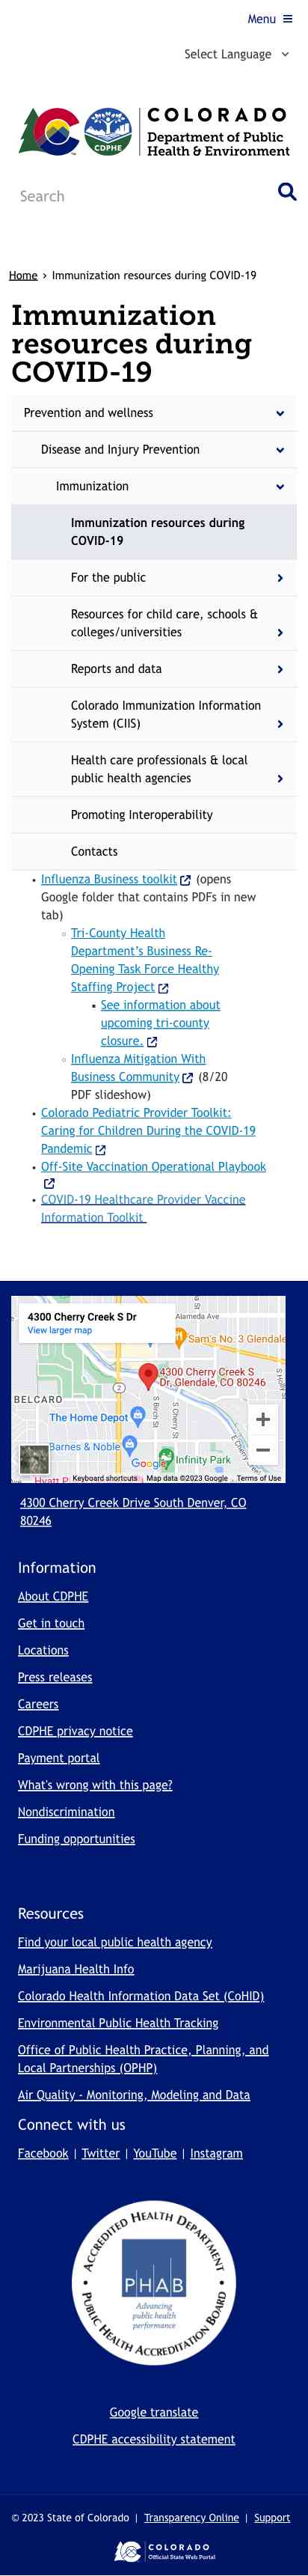 Menu
Select Language
COLORADO
Department of Public
Health & Environment
CDPHE
TM
Search
Home > Immunization resources during COVID-19
Immunization
resources during
COVID-19
Prevention and wellness
Disease and Injury Prevention
Immunization
Immunization resources during
COVID-19
For the public
Resources for child care, schools &
colleges/universities
Reports and data
Colorado Immunization Information
System (CIIS)
Health care professionals & local
public health agencies
Promoting Interoperability
Contacts
• Influenza Business toolkit (opens
Google folder that contains PDFs in new
tab)
◦ Tri-County Health
Department's Business Re-
Opening Task Force Healthy
Staffing Project
▪ See information about
upcoming tri-county
closure.
◦ Influenza Mitigation With
Business Community (8/20
PDF slideshow)
• Colorado Pediatric Provider Toolkit:
Caring for Children During the COVID-19
Pandemic
• Off-Site Vaccination Operational Playbook
• COVID-19 Healthcare Provider Vaccine
Information Toolkit
4300 Cherry Creek S Dr
View larger map
Alameda Ave
Sam's No. 3 Glendale
4300 Cherry Creek S
Dr, Glendale, CO 80246
2
BELCARD
The Home Depot
S Birch St
S Cherry St
S Holly St
Barnes & Noble
E Cherry Cre
Google
Infinity Park
Hyatt P
Keyboard shortcuts
Map data ©2023 Google
Terms of Use
4300 Cherry Creek Drive South Denver, CO
80246
Information
About CDPHE
Get in touch
Locations
Press releases
Careers
CDPHE privacy notice
Payment portal
What's wrong with this page?
Nondiscrimination
Funding opportunities
Resources
Find your local public health agency
Marijuana Health Info
Colorado Health Information Data Set (CoHID)
Environmental Public Health Tracking
Office of Public Health Practice, Planning, and
Local Partnerships (OPHP)
Air Quality - Monitoring, Modeling and Data
Connect with us
Facebook | Twitter | YouTube | Instagram
ACCREDITED HEALTH DEPARTMENT
PHAB
Advancing
public health
performance
PUBLIC HEALTH ACCREDITATION BOARD
Google translate
CDPHE accessibility statement
© 2023 State of Colorado | Transparency Online | Support
COLORADO
Official State Web Portal